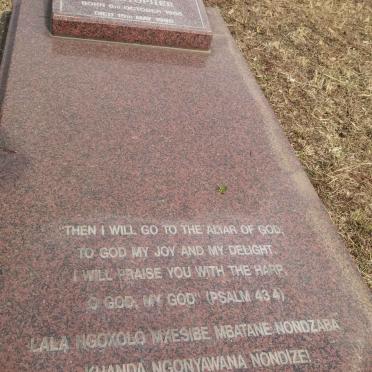 BORN 6th OCTOBER
DIED 15th MAY
"THEN I WILL GO TO THE ALTAR OF GOD,
TO GOD MY JOY AND MY DELIGHT.
I WILL PRAISE YOU WITH THE HARP,
O GOD, MY GOD" (PSALM 43 4)
LALA NGOXOLO MYESIBE MBATANE NONDZABA
KHANDA NGONYAWANA NONDIZE!